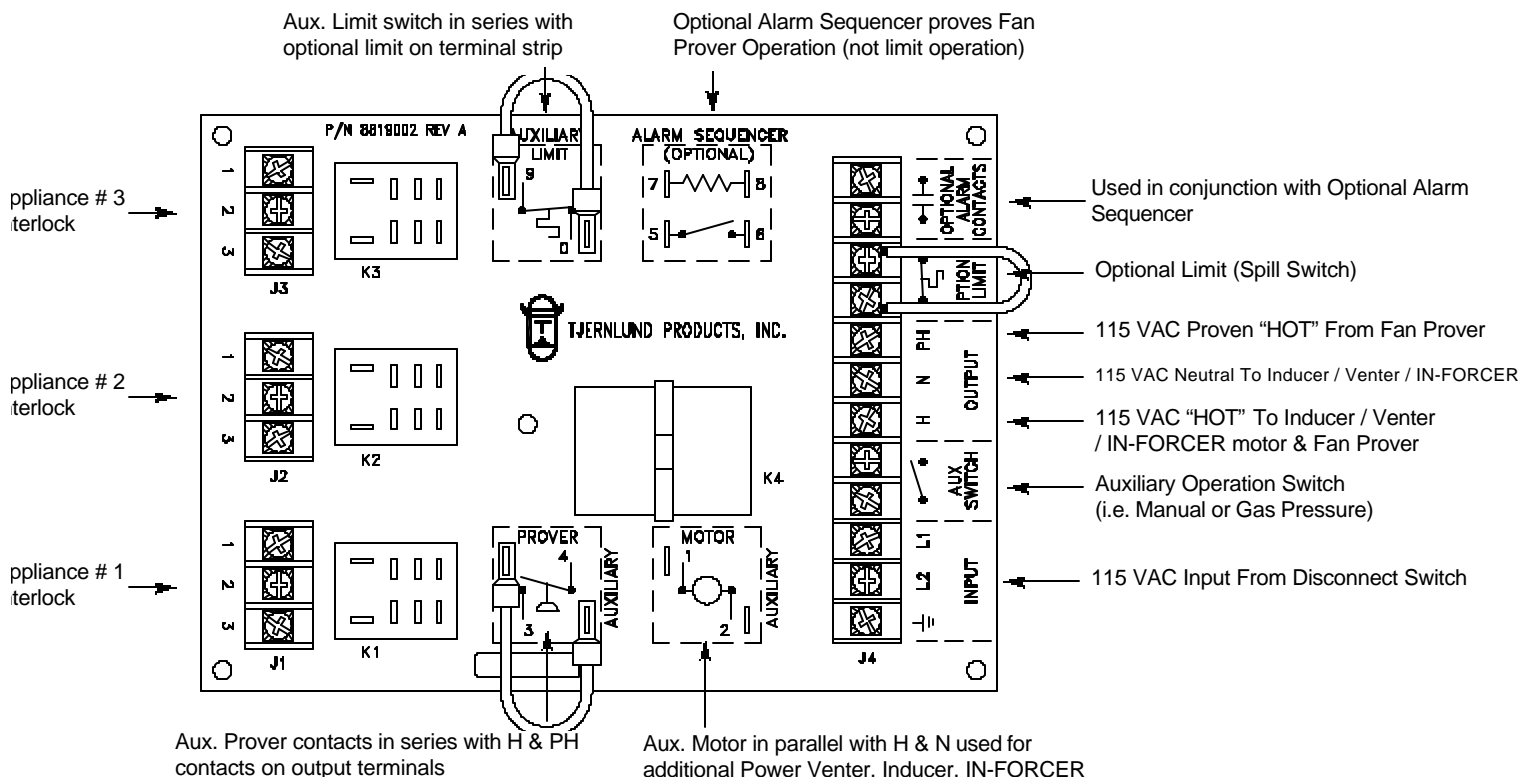 Aux. Limit switch in series with
optional limit on terminal strip
Optional Alarm Sequencer proves Fan
Prover Operation (not limit operation)
P/N 8819002 REV A
AUXILIARY
LIMIT
9
0
ALARM SEQUENCER
(OPTIONAL)
7
8
5
6
1
2
3
J3
K3
ppliance # 3
terlock
OPTIONAL
ALARM
CONTACTS
Used in conjunction with Optional Alarm
Sequencer
PTION
LIMIT
Optional Limit (Spill Switch)
TJERNLUND PRODUCTS, INC.
PH
115 VAC Proven “HOT” From Fan Prover
1
2
3
J2
K2
ppliance # 2
terlock
N
OUTPUT
115 VAC Neutral To Inducer / Venter / IN-FORCER
H
115 VAC “HOT” To Inducer / Venter
/ IN-FORCER motor & Fan Prover
K4
AUX
SWITCH
Auxiliary Operation Switch
(i.e. Manual or Gas Pressure)
1
2
3
J1
K1
ppliance # 1
terlock
PROVER
4
3
AUXILIARY
MOTOR
1
2
AUXILIARY
L1
L2
INPUT
115 VAC Input From Disconnect Switch
J4
Aux. Prover contacts in series with H & PH
contacts on output terminals
Aux. Motor in parallel with H & N used for
additional Power Venter, Inducer, IN-FORCER